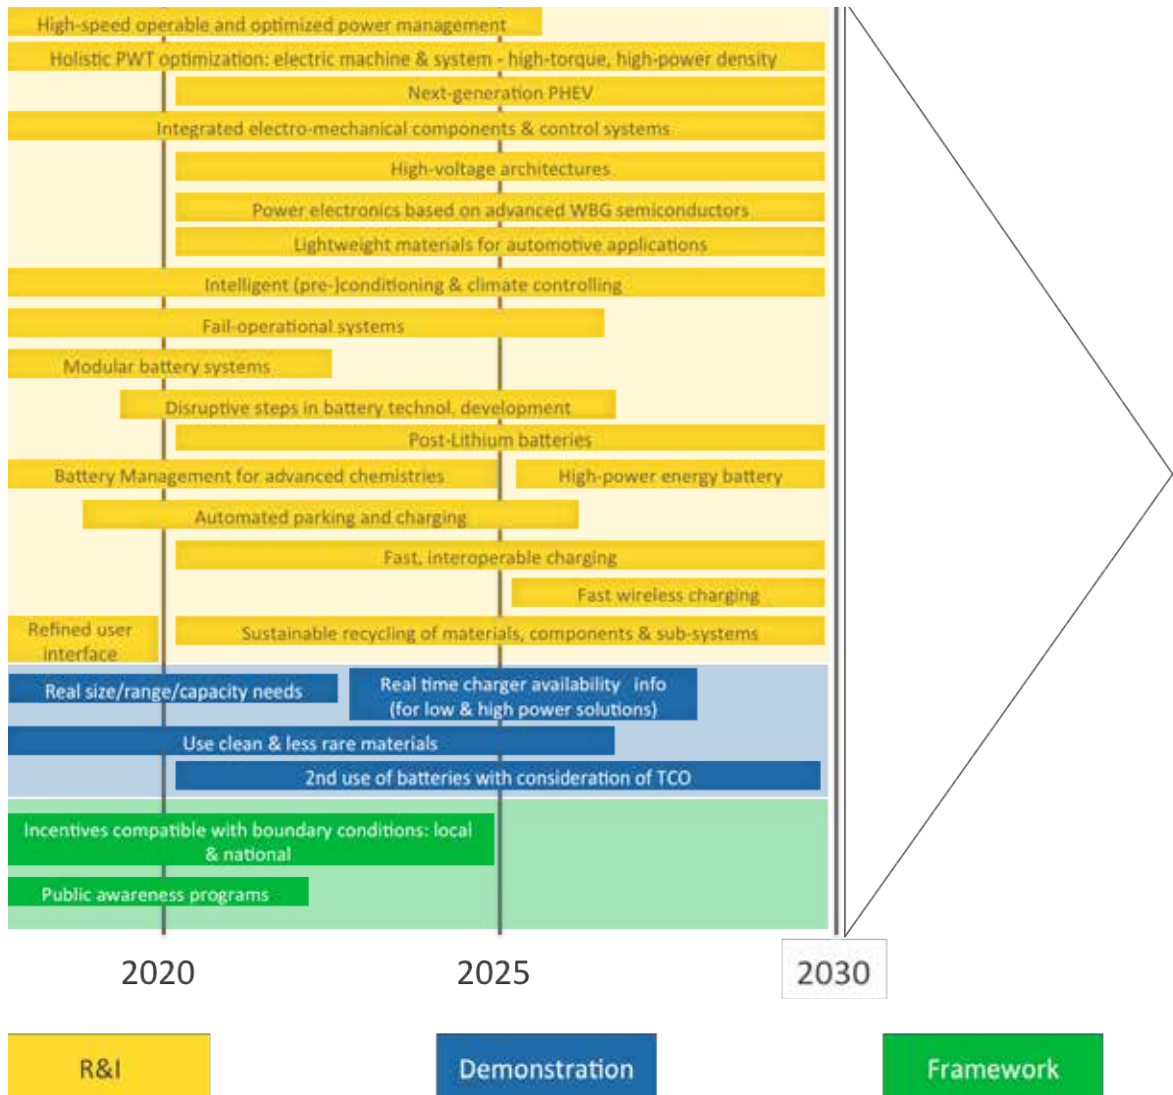 High-speed operable and optimized power management
Holistic PWT optimization: electric machine & system - high-torque, high-power density
Next-generation PHEV
Integrated electro-mechanical components & control systems
High-voltage architectures
Power electronics based on advanced WBG semiconductors
Lightweight materials for automotive applications
Intelligent (pre-)conditioning & climate controlling
Fail-operational systems
Modular battery systems
Disruptive steps in battery technol. development
Post-Lithium batteries
Battery Management for advanced chemistries
High-power energy battery
Automated parking and charging
Fast, interoperable charging
Fast wireless charging
Refined user
interface
Sustainable recycling of materials, components & sub-systems
Real size/range/capacity needs
Real time charger availability info
(for low & high power solutions)
Use clean & less rare materials
2nd use of batteries with consideration of TCO
Incentives compatible with boundary conditions: local
& national
Public awareness programs
2020
2025
2030
R&I
Demonstration
Framework